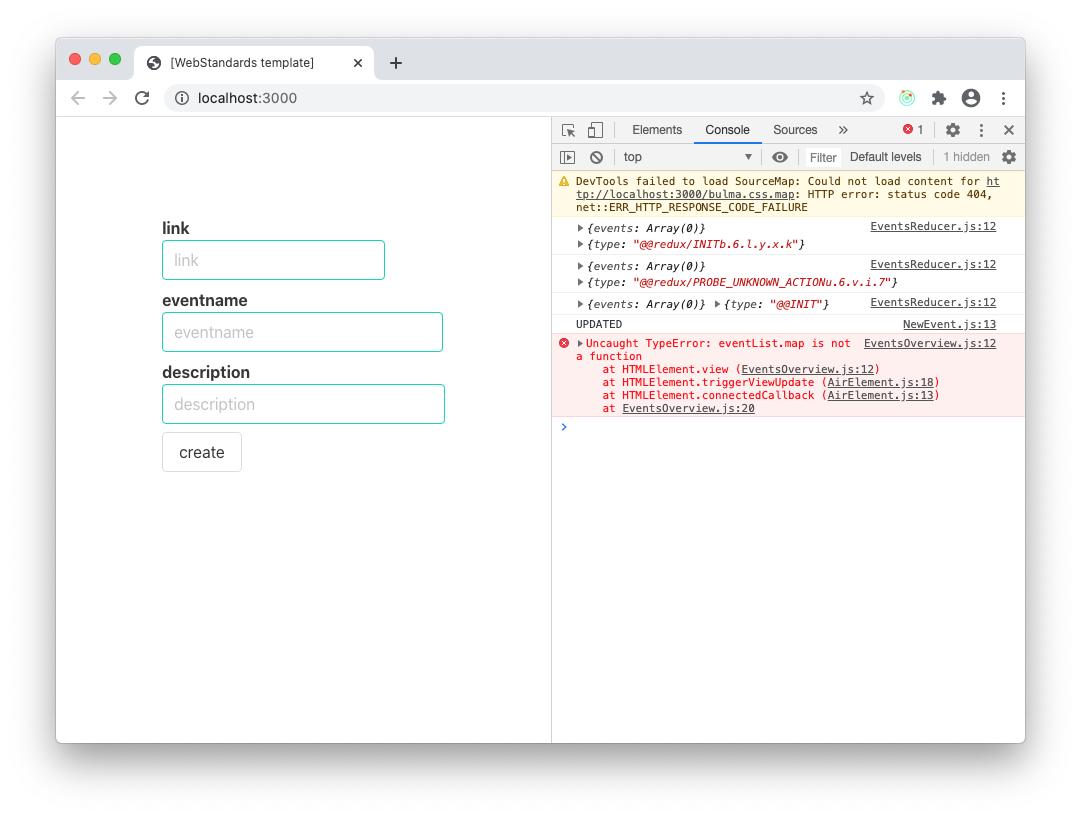 [WebStandards template]
localhost:3000
link
link
eventname
eventname
description
description
create
Elements Console Sources » 1
top Filter Default levels 1 hidden
DevTools failed to load SourceMap: Could not load content for ht
tp://localhost:3000/bulma.css.map: HTTP error: status code 404,
net::ERR_HTTP_RESPONSE_CODE_FAILURE
{events: Array(0)} EventsReducer.js:12
{type: "@@redux/INITb.6.l.y.x.k"}
{events: Array(0)} EventsReducer.js:12
{type: "@@redux/PROBE_UNKNOWN_ACTIONu.6.v.i.7"}
{events: Array(0)} {type: "@@INIT"} EventsReducer.js:12
UPDATED NewEvent.js:13
Uncaught TypeError: eventList.map is not EventsOverview.js:12
a function
at HTMLElement.view (EventsOverview.js:12)
at HTMLElement.triggerViewUpdate (AirElement.js:18)
at HTMLElement.connectedCallback (AirElement.js:13)
at EventsOverview.js:20